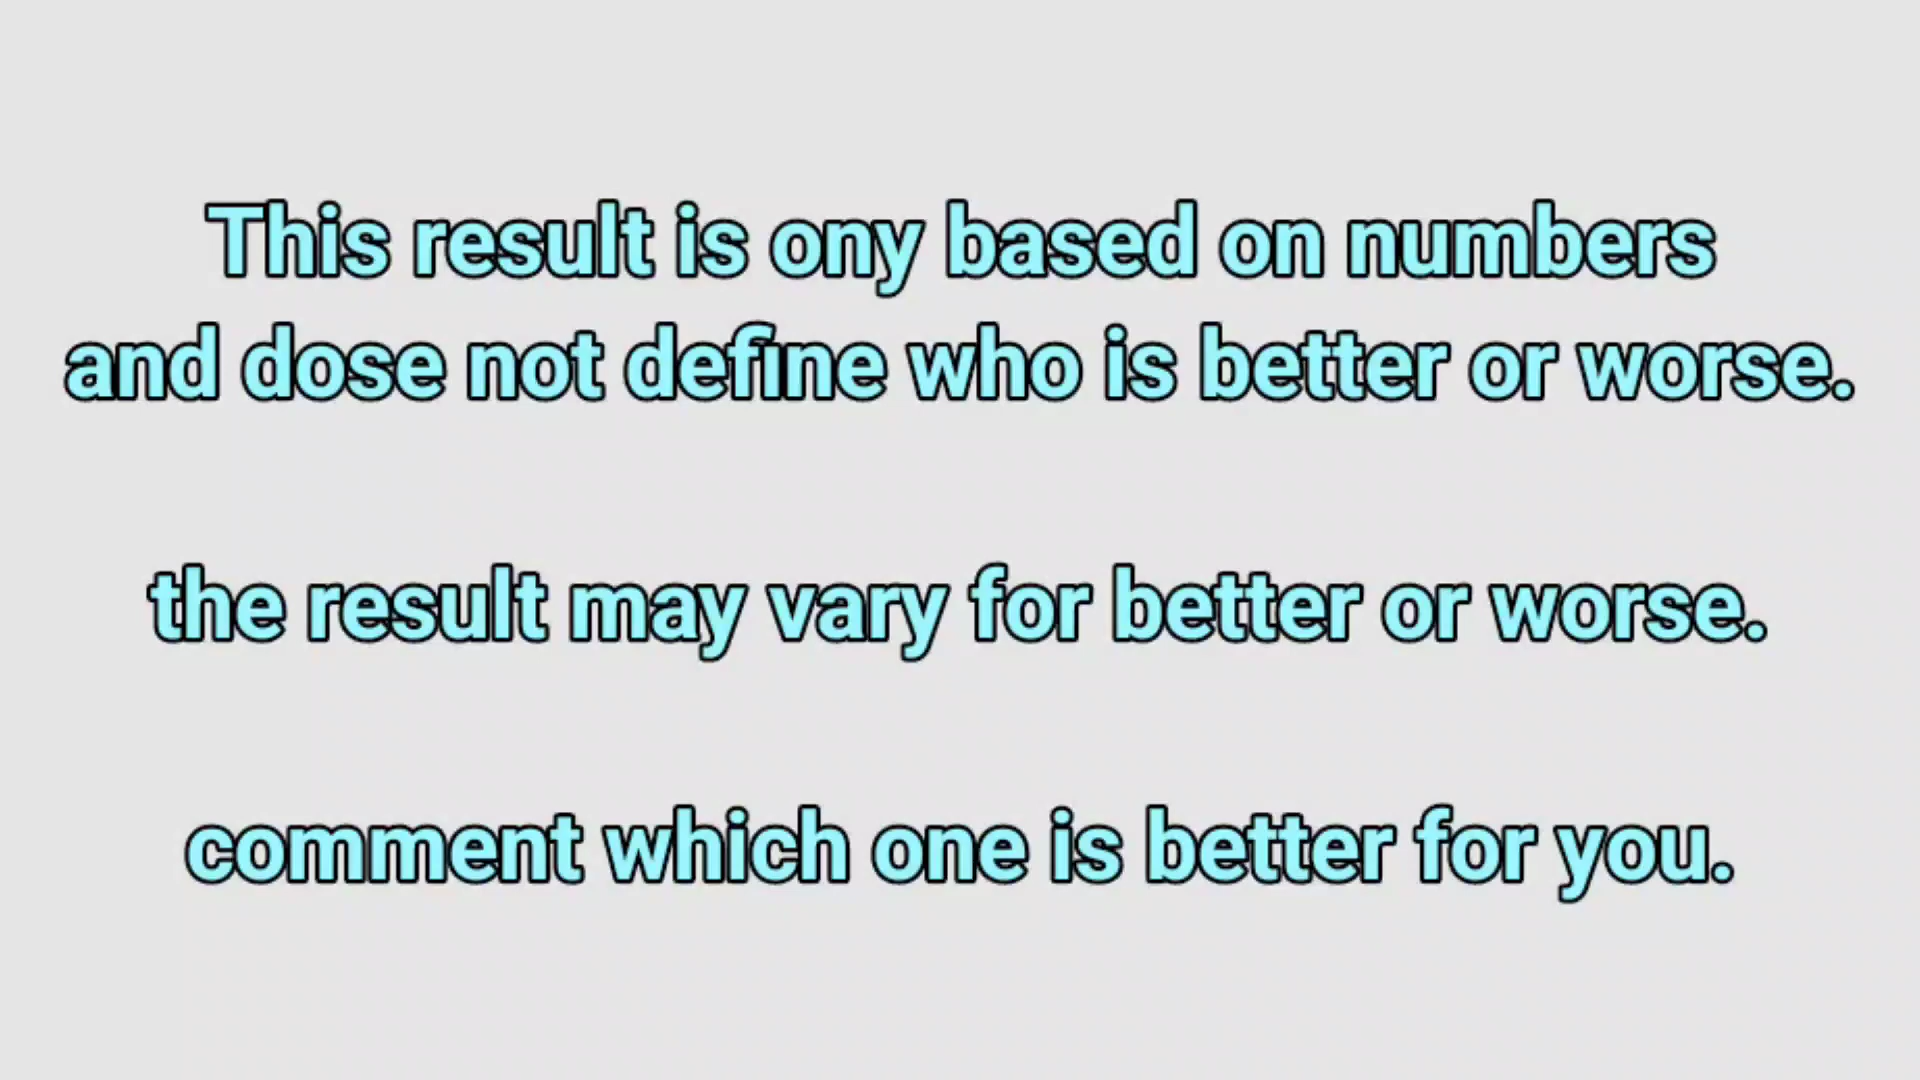 This result is ony based on numbers
and dose not define who is better or worse.
the result may vary for better or worse.
comment which one is better for you.